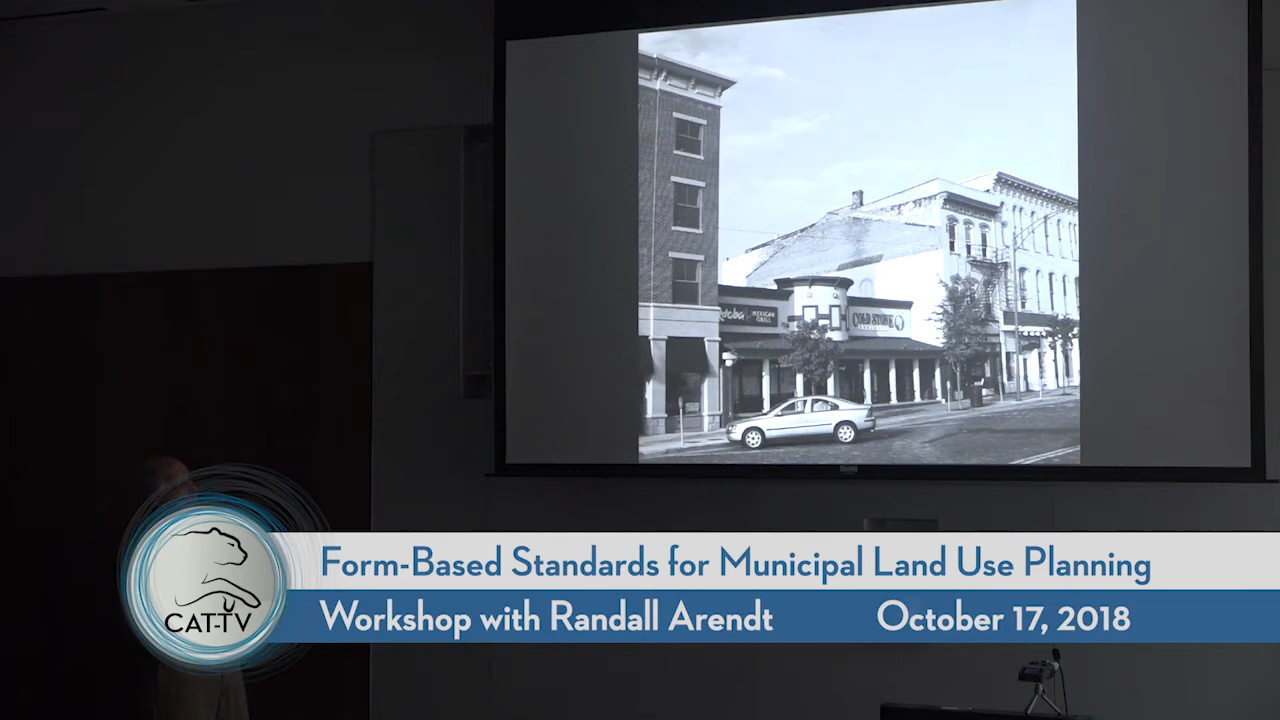 MEXICAN
GRILL
COLD STONE
Form-Based Standards for Municipal Land Use Planning
Workshop with Randall Arendt October 17, 2018
CAT-TV